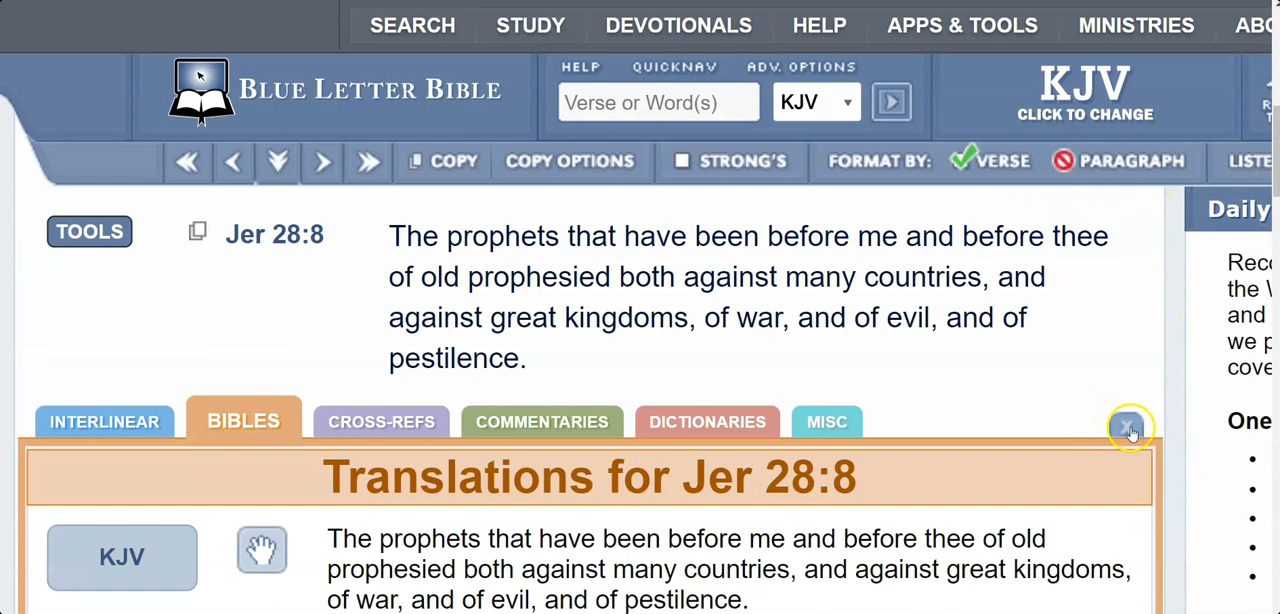 SEARCH STUDY DEVOTIONALS HELP APPS & TOOLS MINISTRIES
BLUE LETTER BIBLE
HELP QUICKNAV ADV. OPTIONS
Verse or Word(s) KJV
KJV
CLICK TO CHANGE
COPY COPY OPTIONS STRONG'S FORMAT BY: VERSE PARAGRAPH
Daily
TOOLS Jer 28:8 The prophets that have been before me and before thee
of old prophesied both against many countries, and
against great kingdoms, of war, and of evil, and of
pestilence.
the
and
we
One
INTERLINEAR BIBLES CROSS-REFS COMMENTARIES DICTIONARIES MISC X
Translations for Jer 28:8
KJV The prophets that have been before me and before thee of old
prophesied both against many countries, and against great kingdoms,
of war, and of evil, and of pestilence.